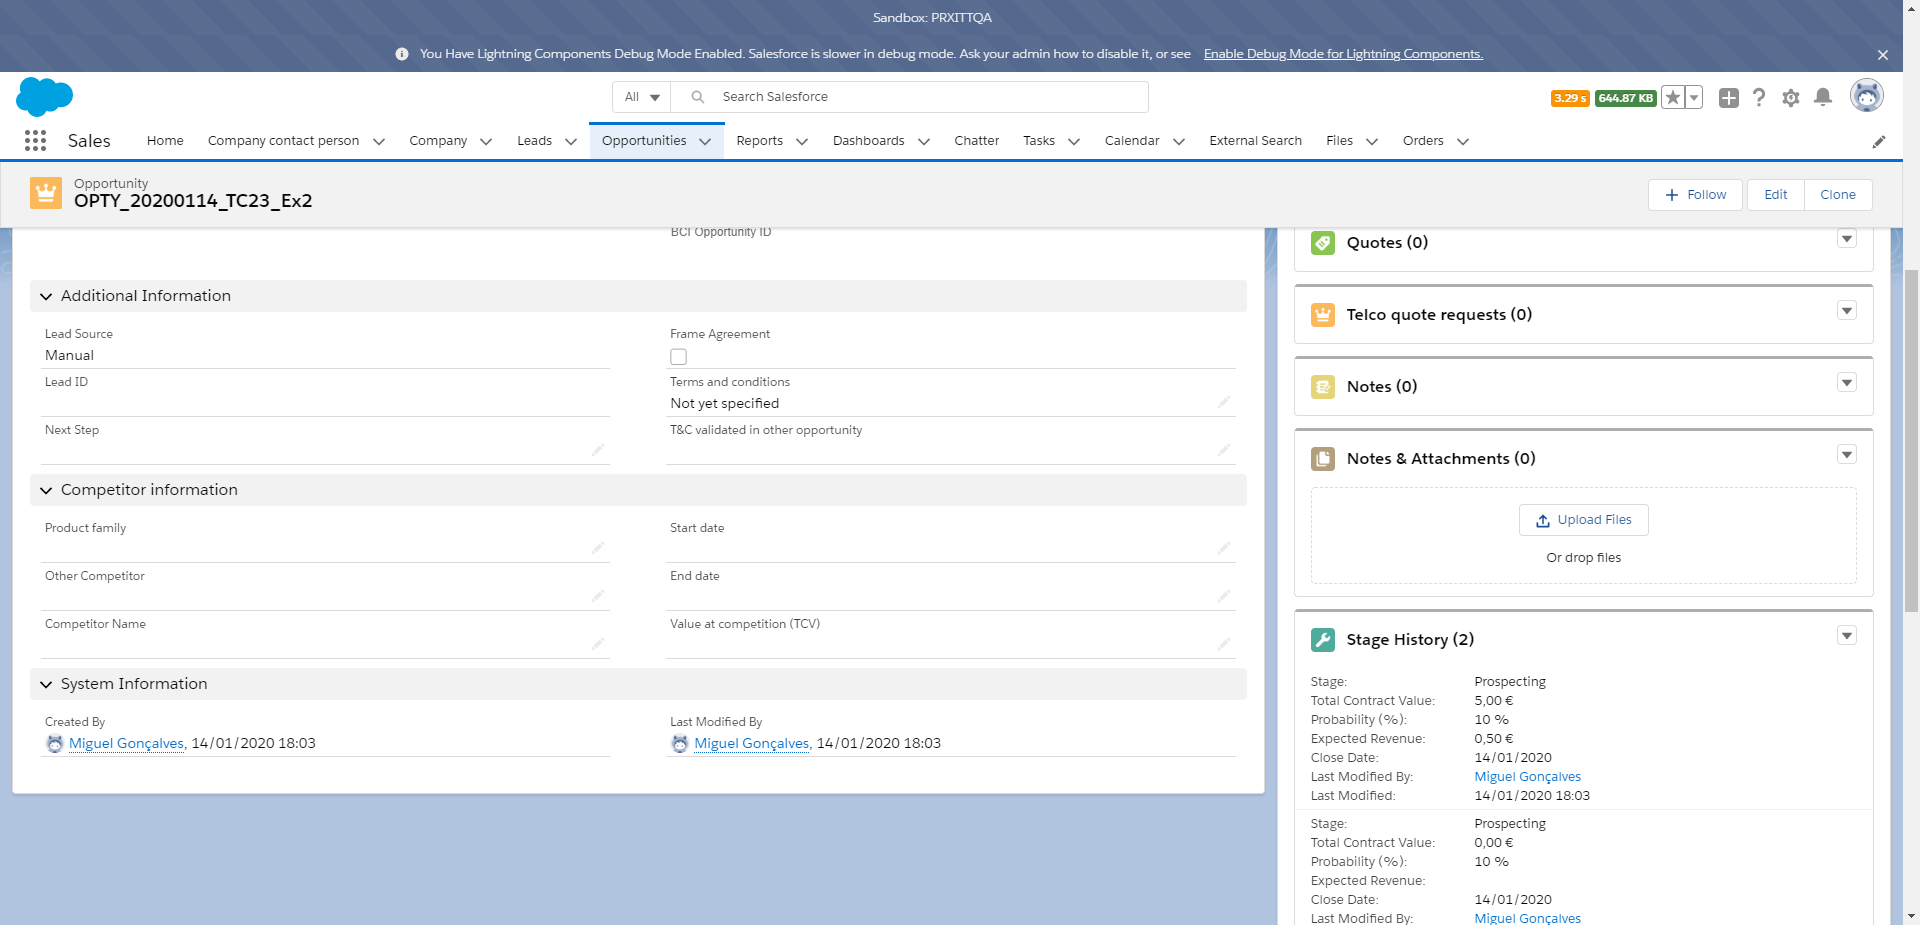 Sandbox: PRXITTQA
You Have Lightning Components Debug Mode Enabled. Salesforce is slower in debug mode. Ask your admin how to disable it, or see Enable Debug Mode for Lightning Components.
All
Search Salesforce
3.29 s
644.87 KB
Sales
Home
Company contact person
Company
Leads
Opportunities
Reports
Dashboards
Chatter
Tasks
Calendar
External Search
Files
Orders
Opportunity
OPTY_20200114_TC23_Ex2
Follow
Edit
Clone
BCI Opportunity ID
Additional Information
Lead Source
Manual
Frame Agreement
Lead ID
Terms and conditions
Not yet specified
Next Step
T&C validated in other opportunity
Competitor information
Product family
Start date
Other Competitor
End date
Competitor Name
Value at competition (TCV)
System Information
Created By
Miguel Gonçalves, 14/01/2020 18:03
Last Modified By
Miguel Gonçalves, 14/01/2020 18:03
Quotes (0)
Telco quote requests (0)
Notes (0)
Notes & Attachments (0)
Upload Files
Or drop files
Stage History (2)
Stage: Prospecting
Total Contract Value: 5,00 €
Probability (%): 10 %
Expected Revenue: 0,50 €
Close Date: 14/01/2020
Last Modified By: Miguel Gonçalves
Last Modified: 14/01/2020 18:03
Stage: Prospecting
Total Contract Value: 0,00 €
Probability (%): 10 %
Expected Revenue:
Close Date: 14/01/2020
Last Modified By: Miguel Gonçalves